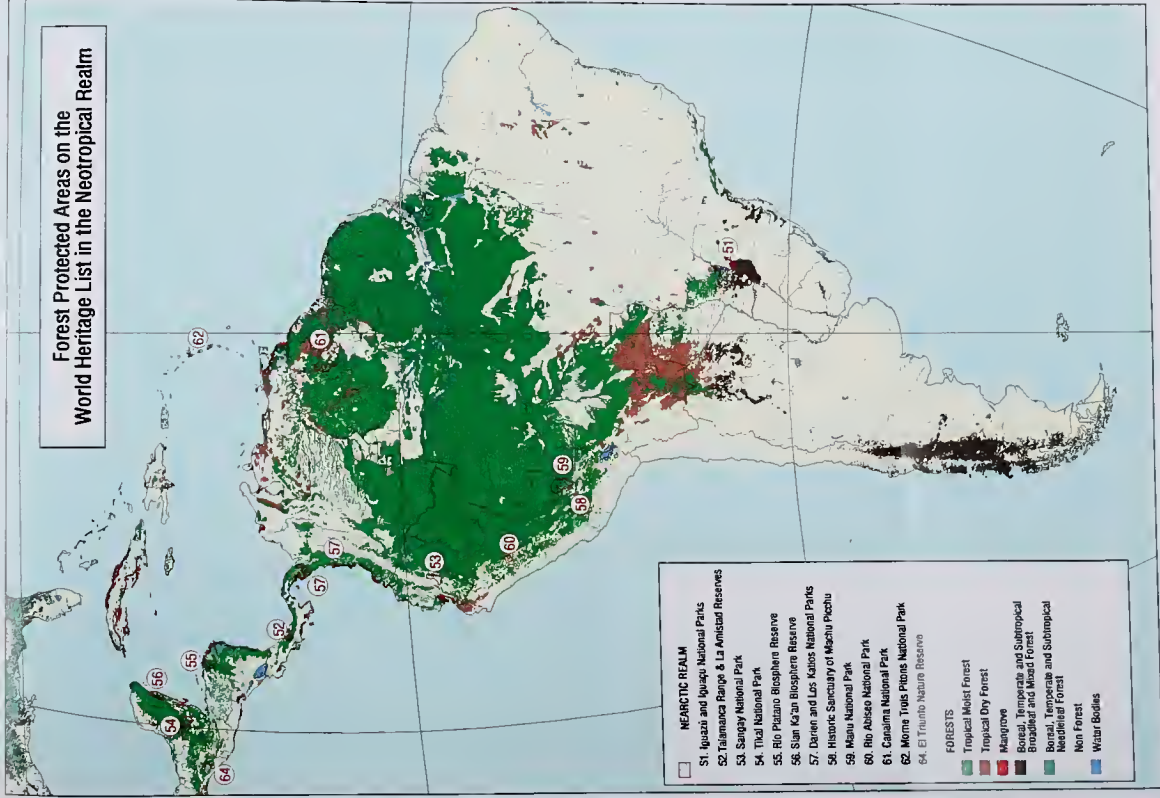 Forest Protected Areas on the
World Heritage List in the Neotropical Realm
62
61
51
59
58
60
53
57
57
52
55
56
54
64
NEARCTIC REALM
51. Iguazú and Iguaçu National Parks
52. Talamanca Range & La Amistad Reserves
53. Sangay National Park
54. Tikal National Park
55. Río Platano Biosphere Reserve
56. Sian Ka'an Biosphere Reserve
57. Darien and Los Katios National Parks
58. Historic Sanctuary of Machu Picchu
59. Manu National Park
60. Río Abiseo National Park
61. Canaima National Park
62. Morne Trois Pitons National Park
64. El Triunfo Nature Reserve
FORESTS
Tropical Moist Forest
Tropical Dry Forest
Mangrove
Boreal, Temperate and Subtropical
Broadleaf and Mixed Forest
Boreal, Temperate and Subtropical
Needleleaf Forest
Non Forest
Water Bodies